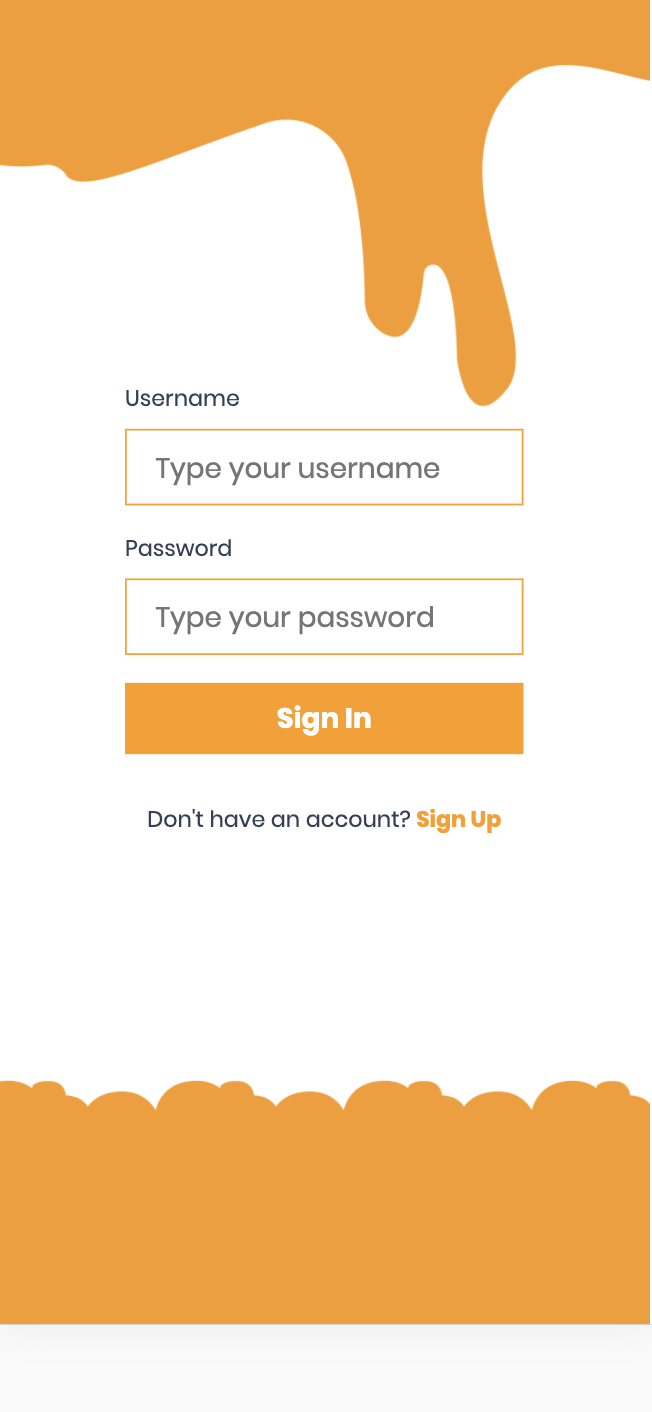 Username
Type your username
Password
Type your password
Sign In
Don't have an account? Sign Up